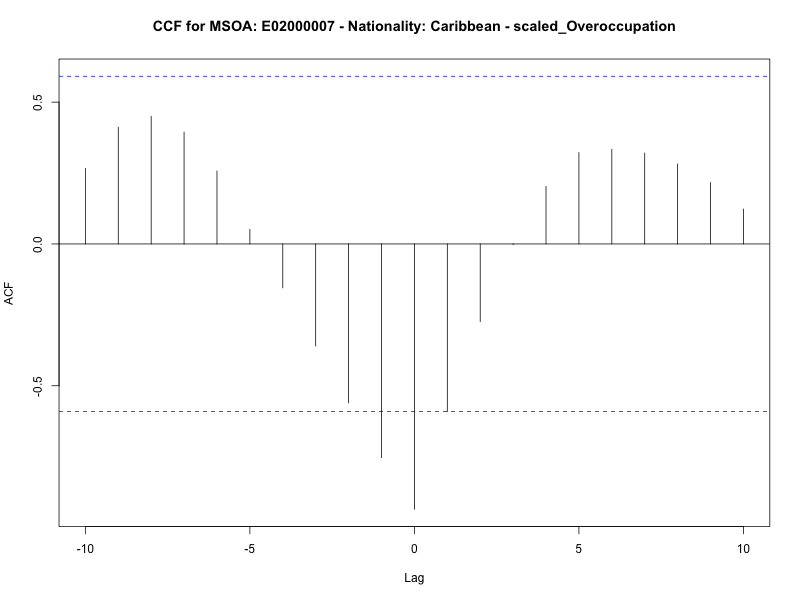 CCF for MSOA: E02000007 - Nationality: Caribbean - scaled_Overoccupation
ACF
0.5
0.0
-0.5
-10
-5
0
5
10
Lag